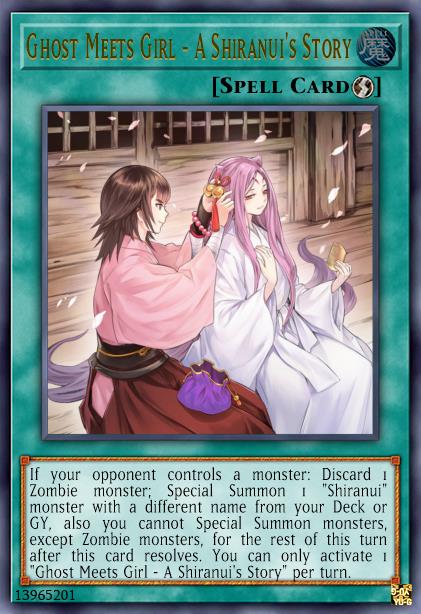 Ghost Meets Girl - A Shiranui's Story
魔
[Spell Card]
If your opponent controls a monster: Discard 1
Zombie monster; Special Summon 1 "Shiranui"
monster with a different name from your Deck or
GY, also you cannot Special Summon monsters,
except Zombie monsters, for the rest of this turn
after this card resolves. You can only activate 1
"Ghost Meets Girl - A Shiranui's Story" per turn.
13965201